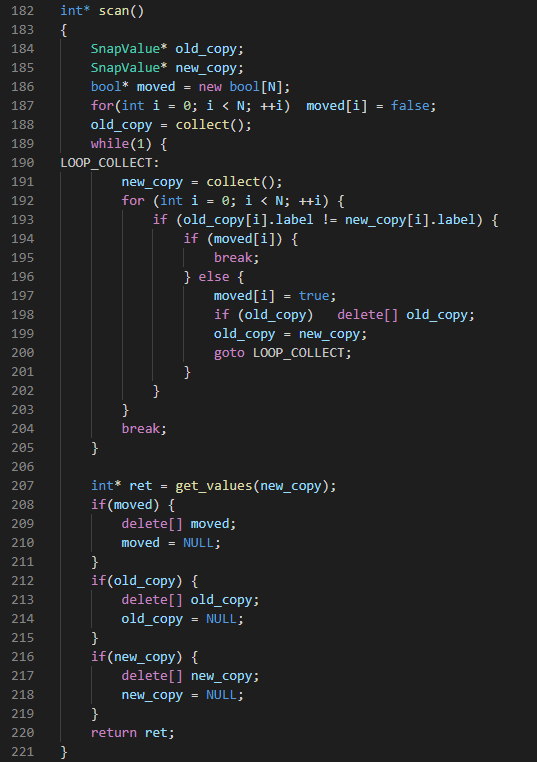 182 int* scan()
183 {
184     SnapValue* old_copy;
185     SnapValue* new_copy;
186     bool* moved = new bool[N];
187     for(int i = 0; i < N; ++i)  moved[i] = false;
188     old_copy = collect();
189     while(1) {
190 LOOP_COLLECT:
191         new_copy = collect();
192         for (int i = 0; i < N; ++i) {
193             if (old_copy[i].label != new_copy[i].label) {
194                 if (moved[i]) {
195                     break;
196                 } else {
197                     moved[i] = true;
198                     if (old_copy)   delete[] old_copy;
199                     old_copy = new_copy;
200                     goto LOOP_COLLECT;
201                 }
202             }
203         }
204         break;
205     }
206
207     int* ret = get_values(new_copy);
208     if(moved) {
209         delete[] moved;
210         moved = NULL;
211     }
212     if(old_copy) {
213         delete[] old_copy;
214         old_copy = NULL;
215     }
216     if(new_copy) {
217         delete[] new_copy;
218         new_copy = NULL;
219     }
220     return ret;
221 }